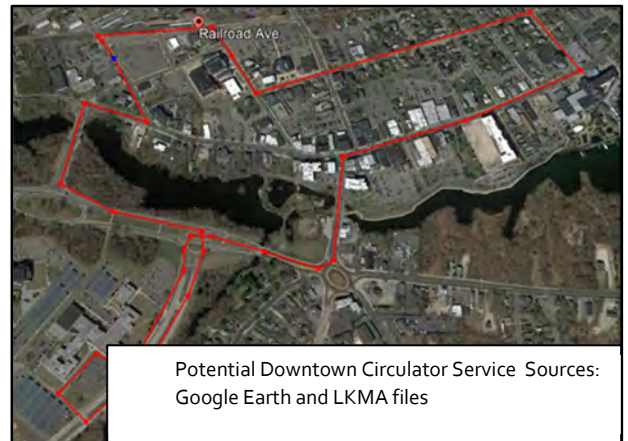 Railroad Ave
Potential Downtown Circulator Service Sources:
Google Earth and LKMA files